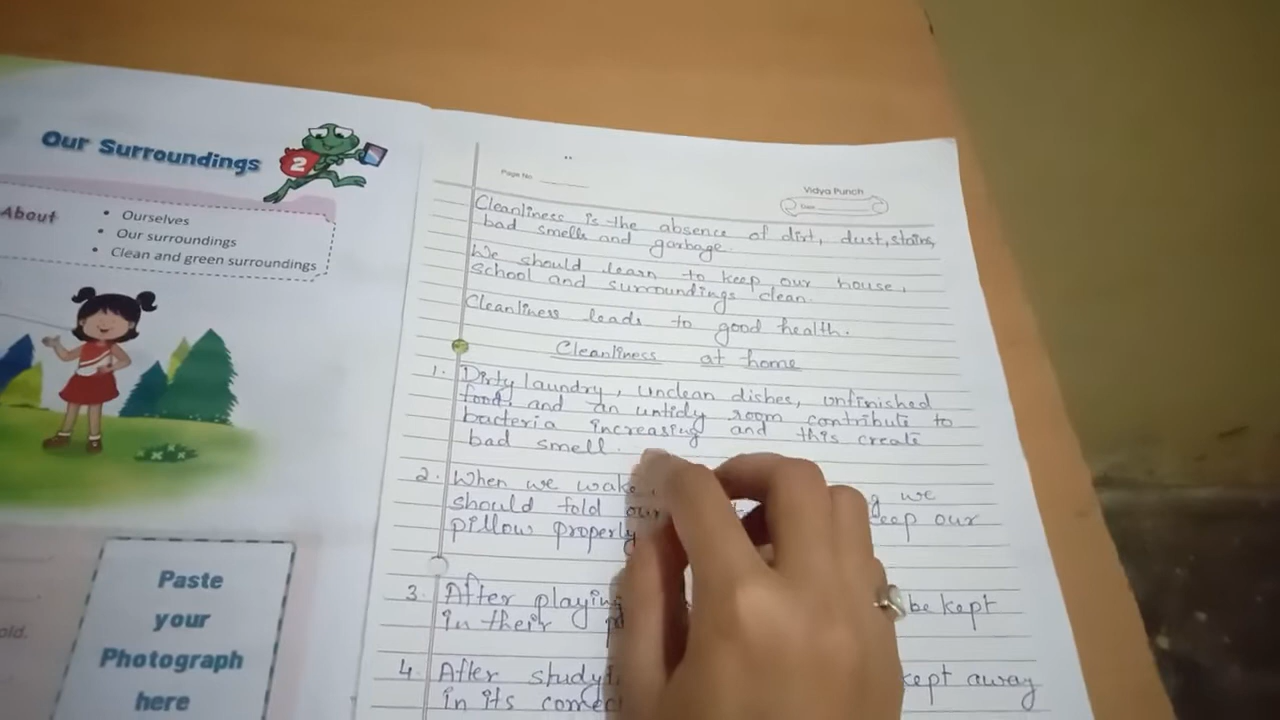 Our Surroundings
2
About
• Ourselves
• Our surroundings
• Clean and green surroundings
old.
Paste
your
Photograph
here
Page No
Vidya Punch
Date
Cleanliness is the absence of dirt, dust, stains,
bad smells and garbage.
We should learn to keep our house,
school and surroundings clean.
Cleanliness leads to good health.
Cleanliness at home
1. Dirty laundry, unclean dishes, unfinished
food, and an untidy room contribute to
bacteria increasing and this create
bad smell.
2. When we wake we
should fold our keep our
pillow properly
3. After playing be kept
in their
4. After kept away
in its